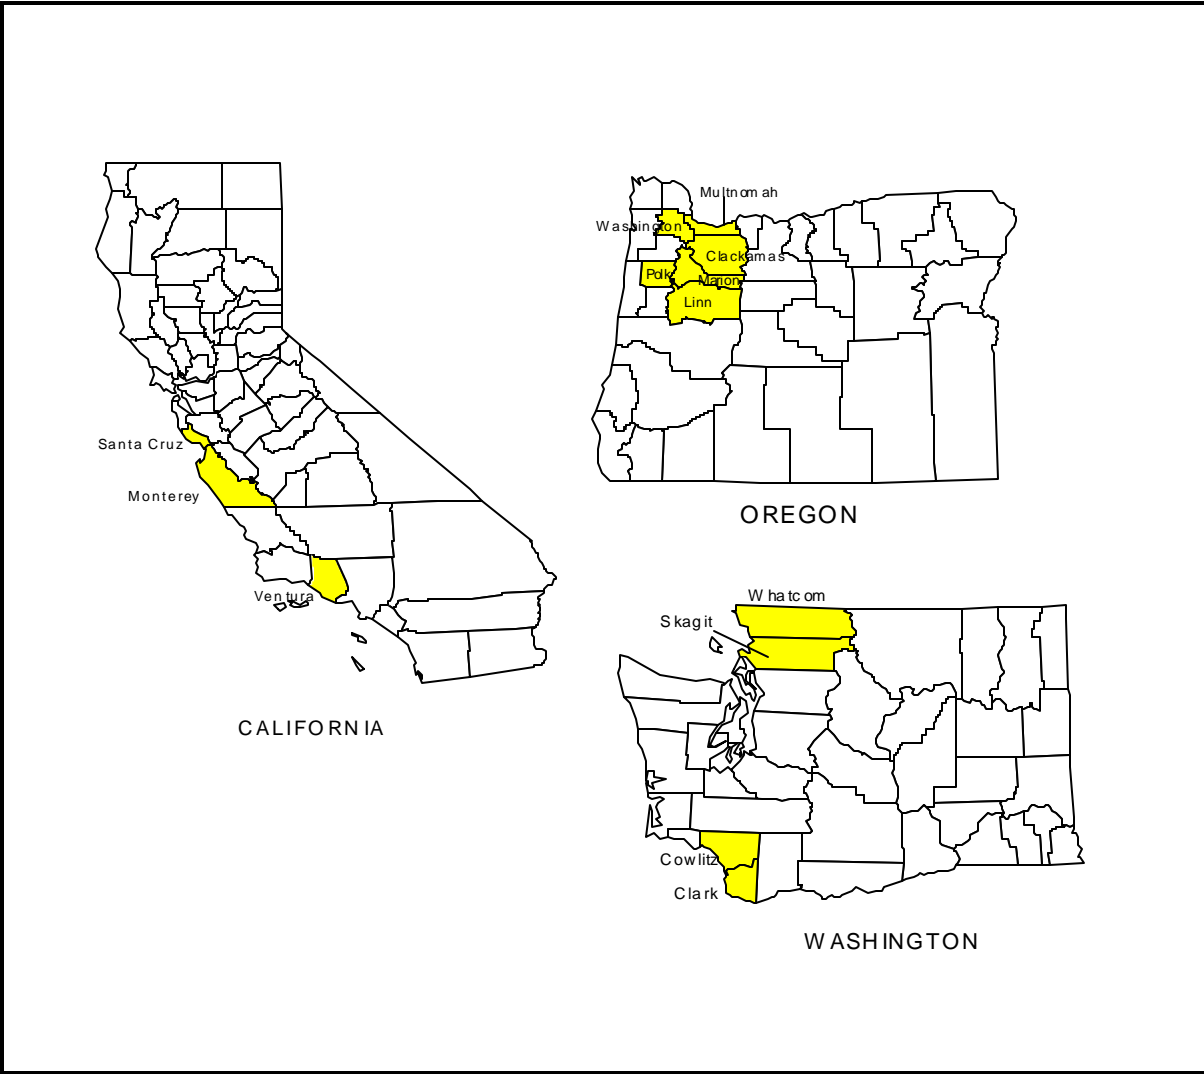 Multnomah
Washington
Clackamas
Polk
Marion
Linn
Santa Cruz
Monterey
OREGON
Ventura
Whatcom
Skagit
CALIFORNIA
Cowlitz
Clark
WASHINGTON